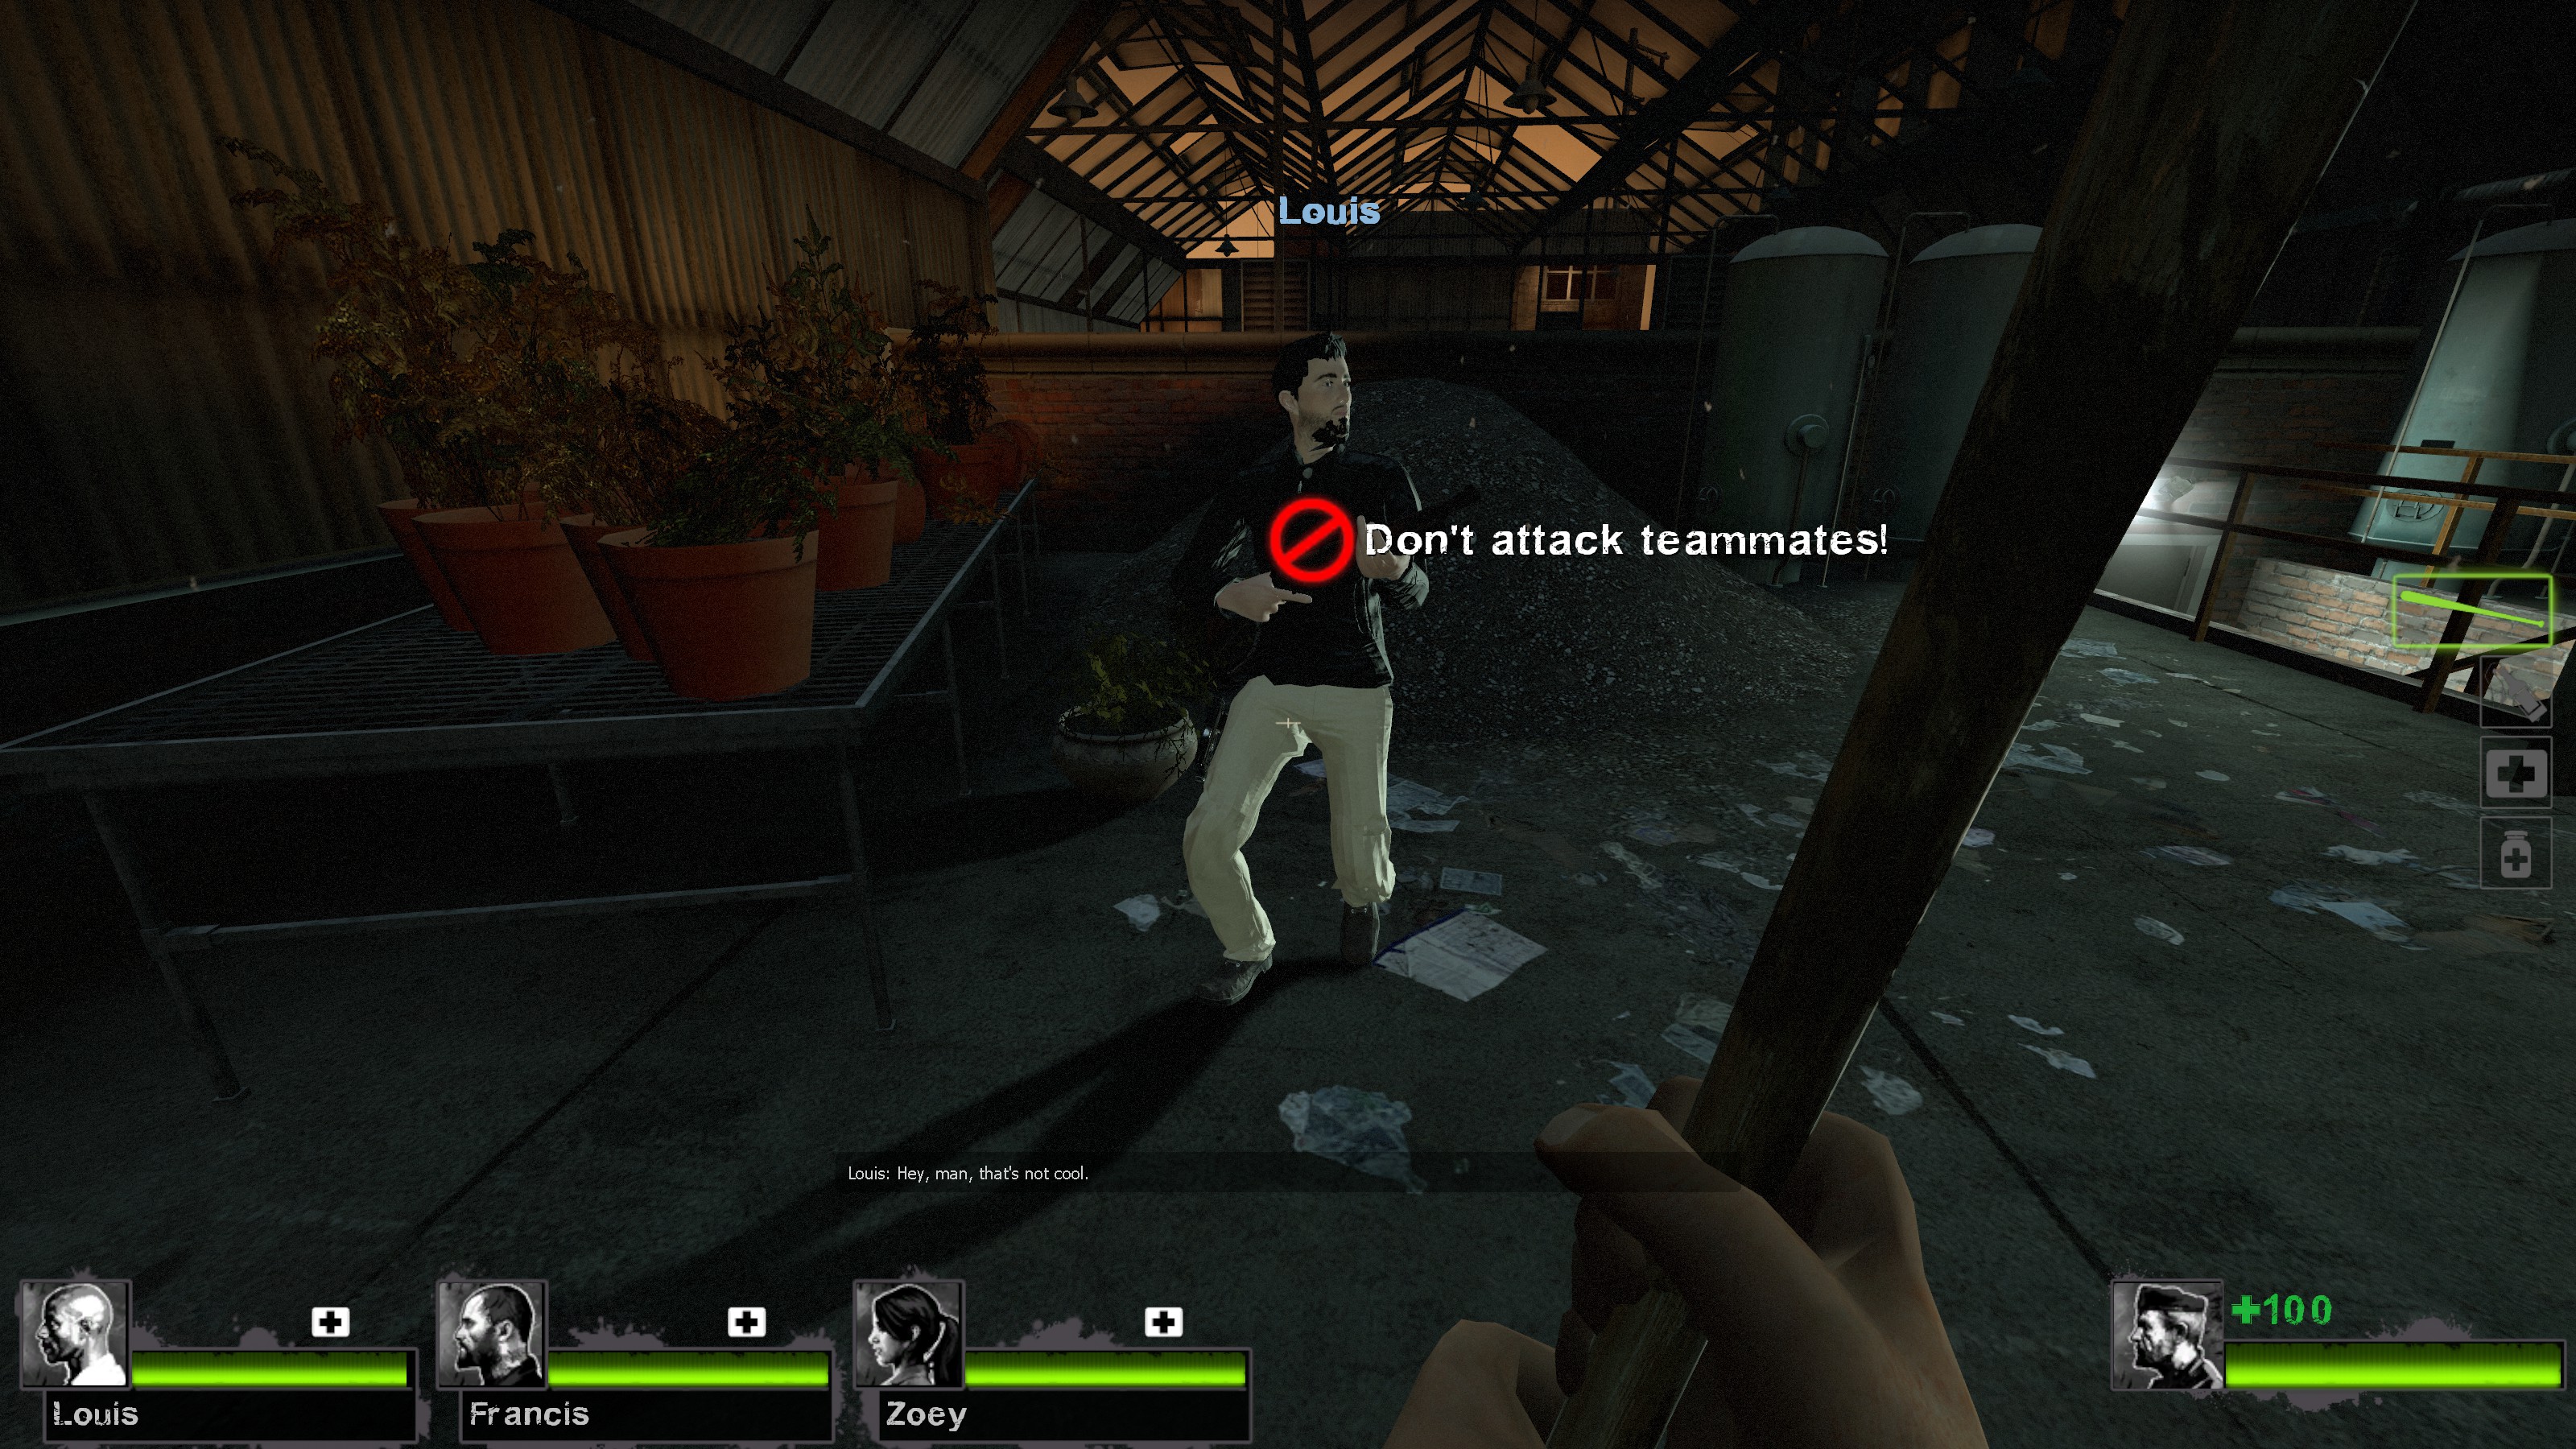 Louis
Don't attack teammates!
Louis: Hey, man, that's not cool.
+100
Louis
Francis
Zoey